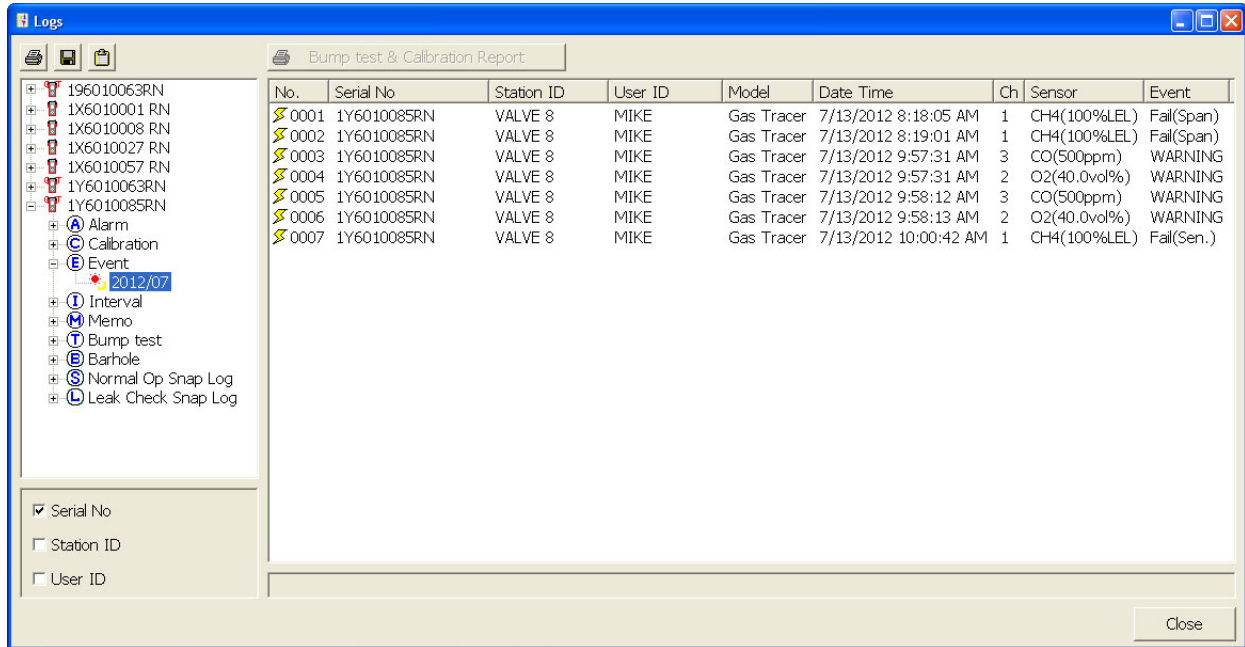 Logs
Bump test & Calibration Report
196010063RN
1X6010001 RN
1X6010008 RN
1X6010027 RN
1X6010057 RN
1Y6010063RN
1Y6010085RN
A Alarm
C Calibration
E Event
2012/07
I Interval
M Memo
T Bump test
B Barhole
S Normal Op Snap Log
L Leak Check Snap Log
Serial No
Station ID
User ID
No. Serial No Station ID User ID Model Date Time Ch Sensor Event
0001 1Y6010085RN VALVE 8 MIKE Gas Tracer 7/13/2012 8:18:05 AM 1 CH4(100%LEL) Fail(Span)
0002 1Y6010085RN VALVE 8 MIKE Gas Tracer 7/13/2012 8:19:01 AM 1 CH4(100%LEL) Fail(Span)
0003 1Y6010085RN VALVE 8 MIKE Gas Tracer 7/13/2012 9:57:31 AM 3 CO(500ppm) WARNING
0004 1Y6010085RN VALVE 8 MIKE Gas Tracer 7/13/2012 9:57:31 AM 2 O2(40.0vol%) WARNING
0005 1Y6010085RN VALVE 8 MIKE Gas Tracer 7/13/2012 9:58:12 AM 3 CO(500ppm) WARNING
0006 1Y6010085RN VALVE 8 MIKE Gas Tracer 7/13/2012 9:58:13 AM 2 O2(40.0vol%) WARNING
0007 1Y6010085RN VALVE 8 MIKE Gas Tracer 7/13/2012 10:00:42 AM 1 CH4(100%LEL) Fail(Sen.)
Close